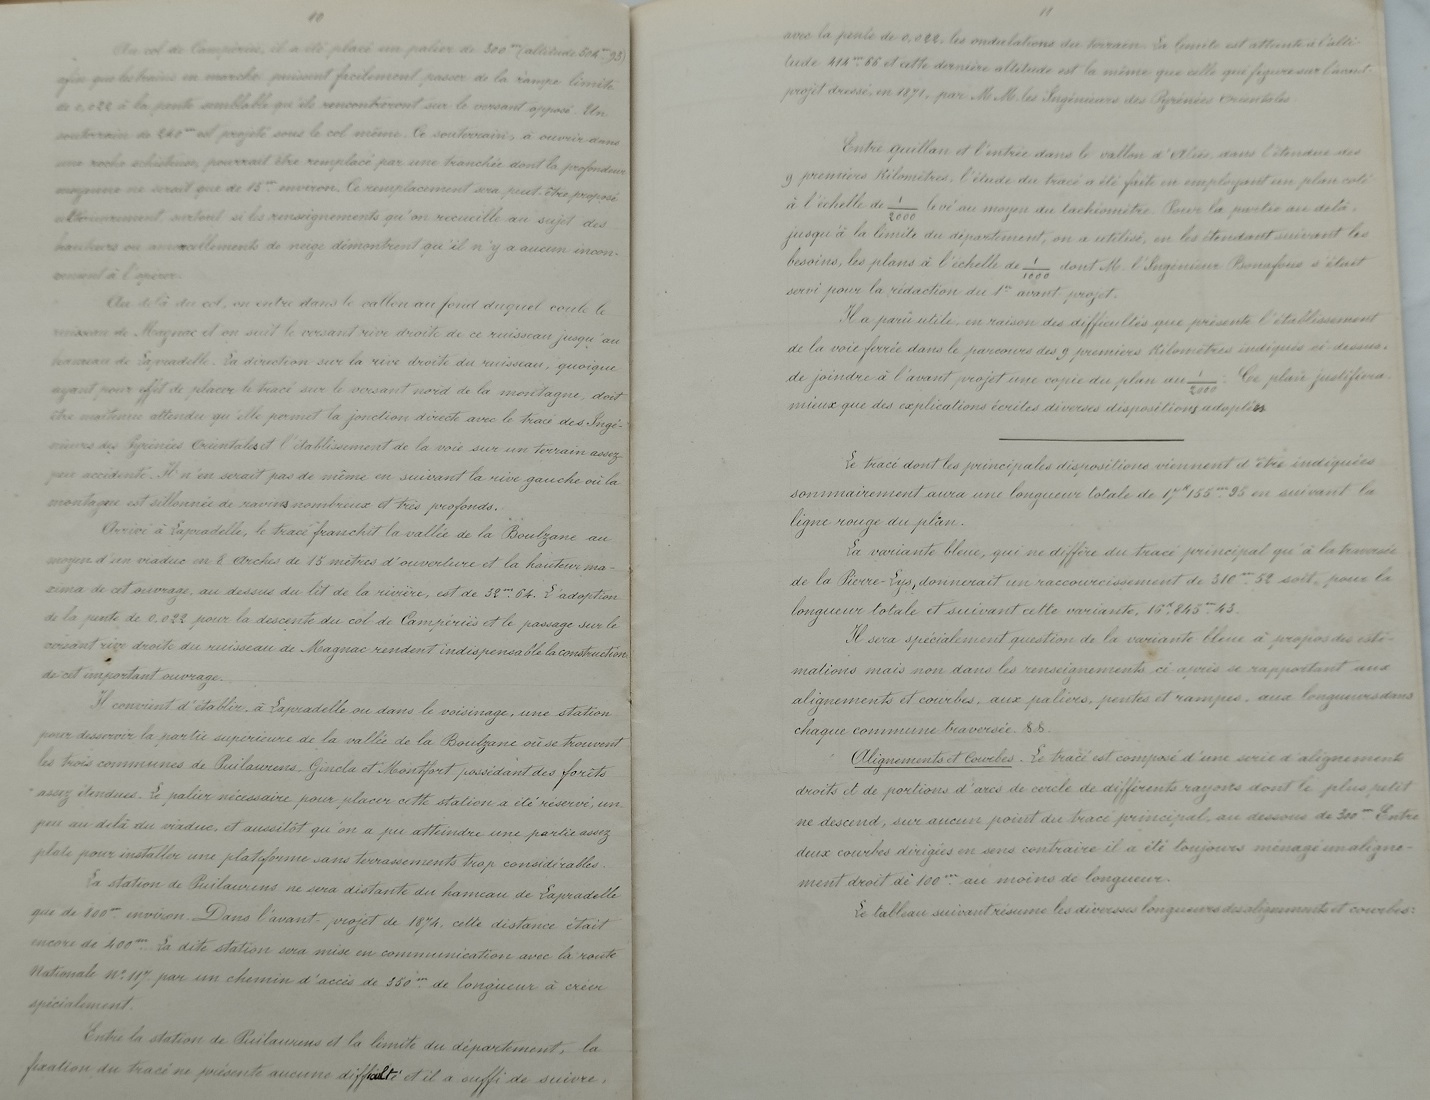 10
Au col de Campérié, il a été placé un palier de 300m (altitude 504m 93)
afin que les trains en marche puissent facilement passer de la rampe limite
de 0,022 à la pente semblable qu'ils rencontreront sur le versant opposé. Un
souterrain de 240m est projeté sous le col même. Ce souterrain, à ouvrir dans
une roche schisteuse, pourrait être remplacé par une tranchée dont la profondeur
moyenne ne serait que de 15m environ. Ce remplacement sera peut être proposé
ultérieurement, surtout si les renseignements qu'on recueille au sujet des
hauteurs ou amoncellements de neige démontrent qu'il n'y a aucun incon-
vénient à l'opérer.
Au delà du col, on entre dans le vallon au fond duquel coule le
ruisseau de Magnac et on suit le versant rive droite de ce ruisseau jusqu'au
hameau de Lapradelle. La direction sur la rive droite du ruisseau, quoique
ayant pour effet de placer le tracé sur le versant nord de la montagne, doit
être maintenue attendu qu'elle permet la jonction directe avec le tracé des Ingé-
nieurs des Pyrénées Orientales et l'établissement de la voie sur un terrain assez
peu accidenté. Il n'en serait pas de même en suivant la rive gauche où la
montagne est sillonnée de ravins nombreux et très profonds.
Arrivé à Lapradelle, le tracé franchit la vallée de la Boulzane au
moyen d'un viaduc en 8 Arches de 15 mètres d'ouverture et la hauteur ma-
xima de cet ouvrage, au dessus du lit de la rivière, est de 32m 64. L'adoption
de la pente de 0,022 pour la descente du col de Campériès et le passage sur le
versant rive droite du ruisseau de Magnac rendent indispensable la construction
de cet important ouvrage.
Il convient d'établir, à Lapradelle ou dans le voisinage, une station
pour desservir la partie supérieure de la vallée de la Boulzane où se trouvent
les trois communes de Puilaurens, Gincla et Montfort possédant des forêts
assez étendues. Le palier nécessaire pour placer cette station a été réservé, un
peu au delà du viaduc, et aussitôt qu'on a pu atteindre une partie assez
plate pour installer une plateforme sans terrassements trop considérables.
La station de Puilaurens ne sera distante du hameau de Lapradelle
que de 200m environ. Dans l'avant-projet de 1874, cette distance était
encore de 400m. La dite station sera mise en communication avec la route
Nationale No 117 par un chemin d'accès de 350m de longueur à créer
spécialement.
Entre la station de Puilaurens et la limite du département, la
fixation du tracé ne présente aucune difficulté et il a suffi de suivre,
11
avec la pente de 0,022, les ondulations du terrain. La limite est atteinte à l'alti-
tude 414m 86 et cette dernière altitude est la même que celle qui figure sur l'avant-
projet dressé, en 1871, par M M. les Ingénieurs des Pyrénées Orientales.
Entre Quillan et l'entrée dans le vallon d'Aliès, dans l'étendue des
9 premiers Kilomètres, l'étude du tracé a été faite en employant un plan coté
à l'échelle de 1/2000 levé au moyen du tachéomètre. Pour la partie au delà,
jusqu'à la limite du département, on a utilisé, en les étendant suivant les
besoins, les plans à l'échelle de 1/1000 dont M. l'Ingénieur Bonafous s'était
servi pour la rédaction du 1er avant projet.
Il a paru utile, en raison des difficultés que présente l'établissement
de la voie ferrée dans le parcours des 9 premiers Kilomètres indiqués ci-dessus,
de joindre à l'avant projet une copie du plan au 1/2000. Ce plan justifiera
mieux que des explications écrites diverses dispositions adoptées.
Le tracé dont les principales dispositions viennent d'être indiquées
sommairement aura une longueur totale de 17k 155m 95 en suivant la
ligne rouge du plan.
La variante bleue, qui ne diffère du tracé principal qu'à la traversée
de la Pierre-Lys, donnerait un raccourcissement de 310m 52 soit, pour la
longueur totale et suivant cette variante, 16k 845m 43.
Il sera spécialement question de la variante bleue à propos des esti-
mations mais non dans les renseignements ci après se rapportant aux
alignements et courbes, aux paliers, pentes et rampes, aux longueurs dans
chaque commune traversée &&.
Alignements et Courbes. Le tracé est composé d'une série d'alignements
droits et de portions d'arcs de cercle de différents rayons dont le plus petit
ne descend, sur aucun point du tracé principal, au dessous de 300m. Entre
deux courbes dirigées en sens contraire il a été toujours ménagé un aligne-
ment droit de 100m au moins de longueur.
Le tableau suivant résume les diverses longueurs des alignements et courbes: